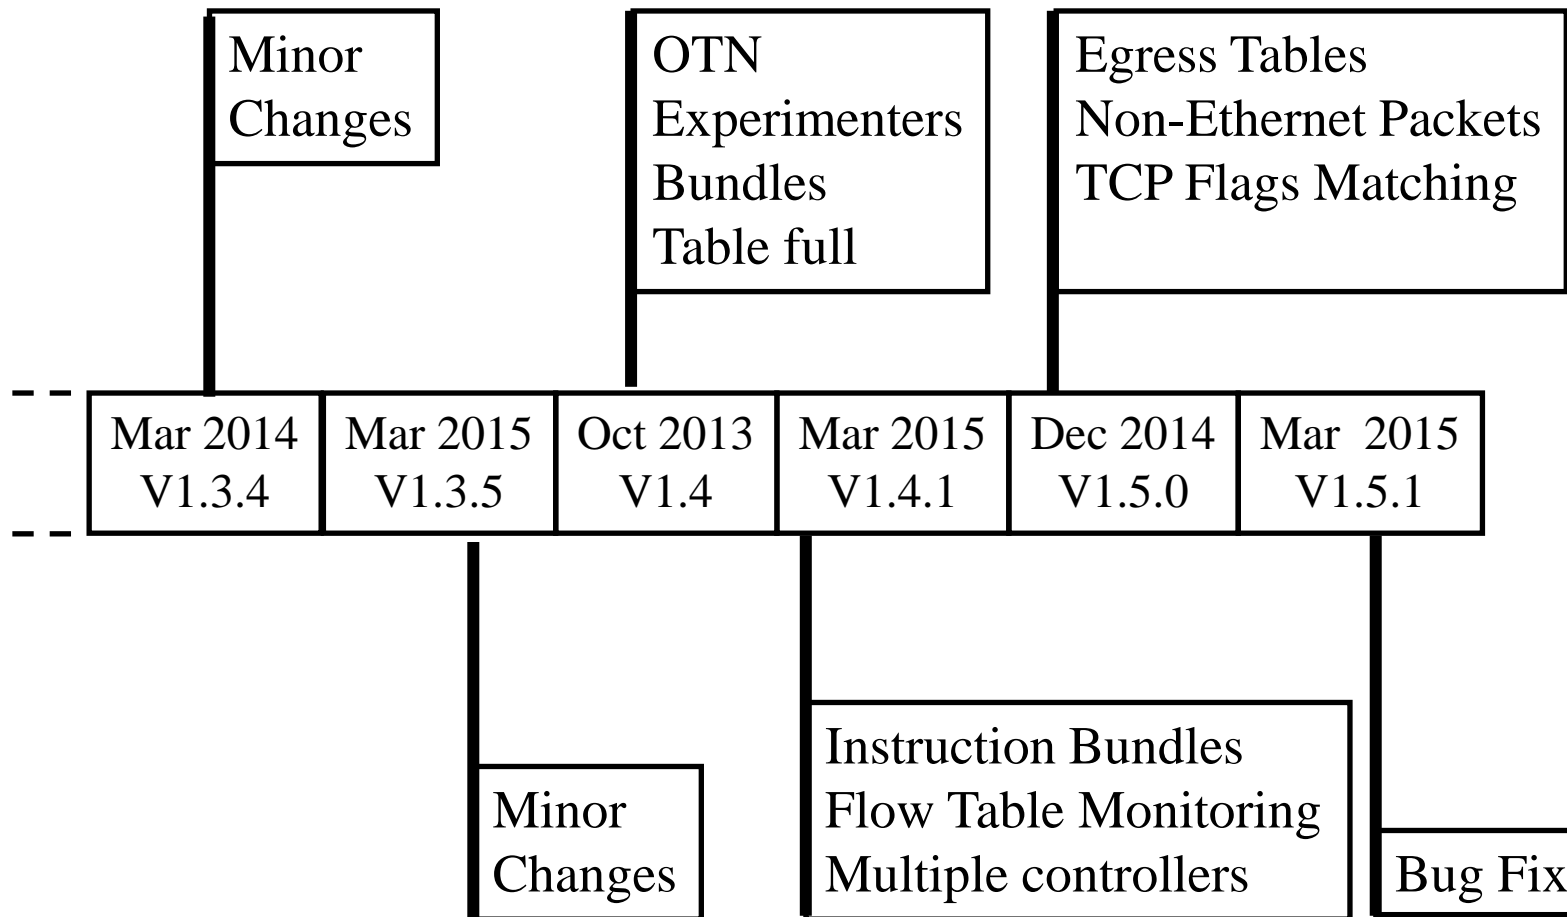 Minor
Changes
OTN
Experimenters
Bundles
Table full
Egress Tables
Non-Ethernet Packets
TCP Flags Matching
Mar 2014
V1.3.4
Mar 2015
V1.3.5
Oct 2013
V1.4
Mar 2015
V1.4.1
Dec 2014
V1.5.0
Mar 2015
V1.5.1
Minor
Changes
Instruction Bundles
Flow Table Monitoring
Multiple controllers
Bug Fix